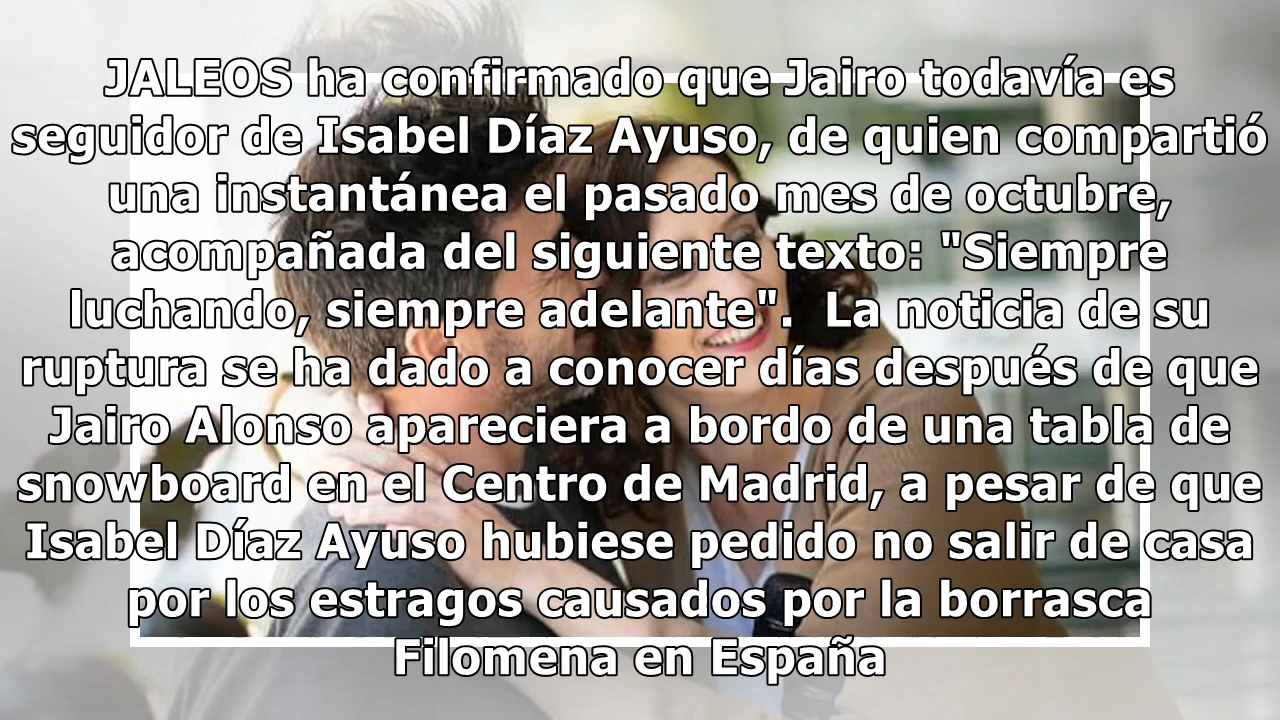 JALEOS ha confirmado que Jairo todavía es
seguidor de Isabel Díaz Ayuso, de quien compartió
una instantánea el pasado mes de octubre,
acompañada del siguiente texto: "Siempre
luchando, siempre adelante".  La noticia de su
ruptura se ha dado a conocer días después de que
Jairo Alonso apareciera a bordo de una tabla de
snowboard en el Centro de Madrid, a pesar de que
Isabel Díaz Ayuso hubiese pedido no salir de casa
por los estragos causados por la borrasca
Filomena en España